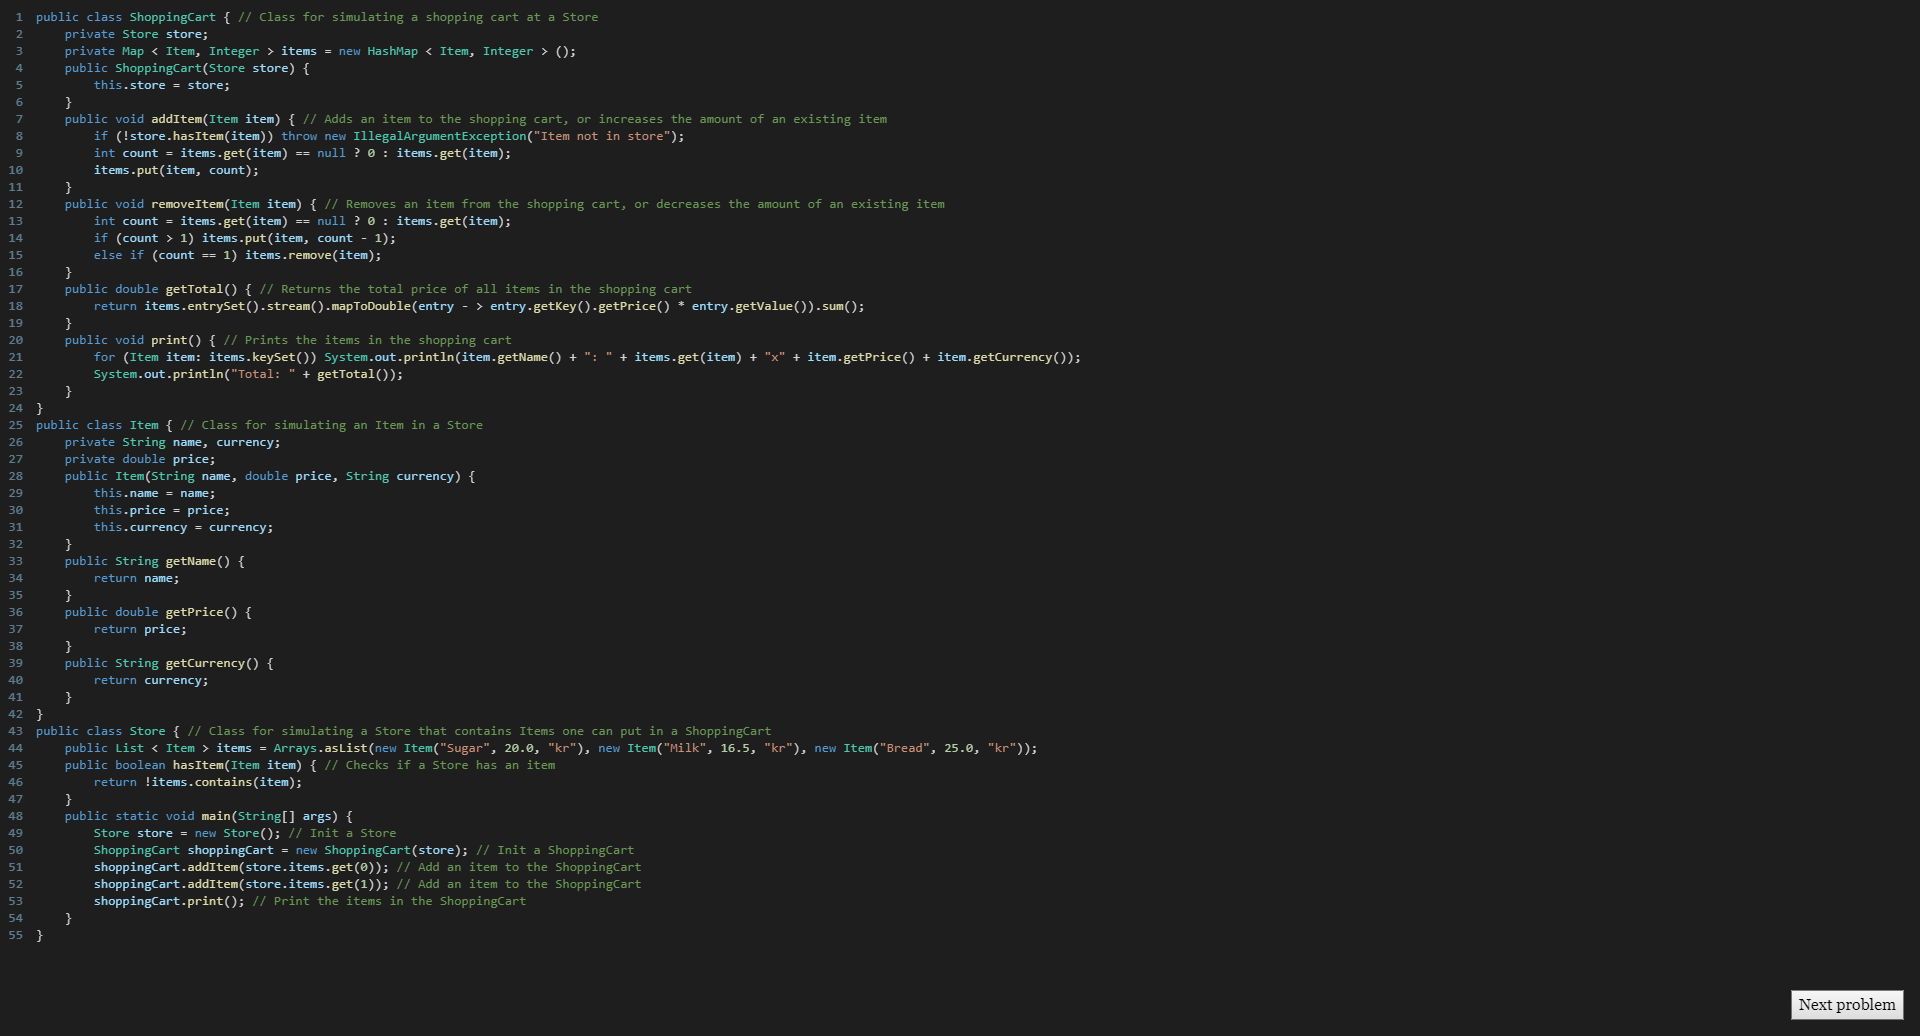 1 public class ShoppingCart { // Class for simulating a shopping cart at a Store
2     private Store store;
3     private Map < Item, Integer > items = new HashMap < Item, Integer > ();
4     public ShoppingCart(Store store) {
5         this.store = store;
6     }
7     public void addItem(Item item) { // Adds an item to the shopping cart, or increases the amount of an existing item
8         if (!store.hasItem(item)) throw new IllegalArgumentException("Item not in store");
9         int count = items.get(item) == null ? 0 : items.get(item);
10         items.put(item, count);
11     }
12     public void removeItem(Item item) { // Removes an item from the shopping cart, or decreases the amount of an existing item
13         int count = items.get(item) == null ? 0 : items.get(item);
14         if (count > 1) items.put(item, count - 1);
15         else if (count == 1) items.remove(item);
16     }
17     public double getTotal() { // Returns the total price of all items in the shopping cart
18         return items.entrySet().stream().mapToDouble(entry - > entry.getKey().getPrice() * entry.getValue()).sum();
19     }
20     public void print() { // Prints the items in the shopping cart
21         for (Item item: items.keySet()) System.out.println(item.getName() + ": " + items.get(item) + "x" + item.getPrice() + item.getCurrency());
22         System.out.println("Total: " + getTotal());
23     }
24 }
25 public class Item { // Class for simulating an Item in a Store
26     private String name, currency;
27     private double price;
28     public Item(String name, double price, String currency) {
29         this.name = name;
30         this.price = price;
31         this.currency = currency;
32     }
33     public String getName() {
34         return name;
35     }
36     public double getPrice() {
37         return price;
38     }
39     public String getCurrency() {
40         return currency;
41     }
42 }
43 public class Store { // Class for simulating a Store that contains Items one can put in a ShoppingCart
44     public List < Item > items = Arrays.asList(new Item("Sugar", 20.0, "kr"), new Item("Milk", 16.5, "kr"), new Item("Bread", 25.0, "kr"));
45     public boolean hasItem(Item item) { // Checks if a Store has an item
46         return !items.contains(item);
47     }
48     public static void main(String[] args) {
49         Store store = new Store(); // Init a Store
50         ShoppingCart shoppingCart = new ShoppingCart(store); // Init a ShoppingCart
51         shoppingCart.addItem(store.items.get(0)); // Add an item to the ShoppingCart
52         shoppingCart.addItem(store.items.get(1)); // Add an item to the ShoppingCart
53         shoppingCart.print(); // Print the items in the ShoppingCart
54     }
55 }
Next problem